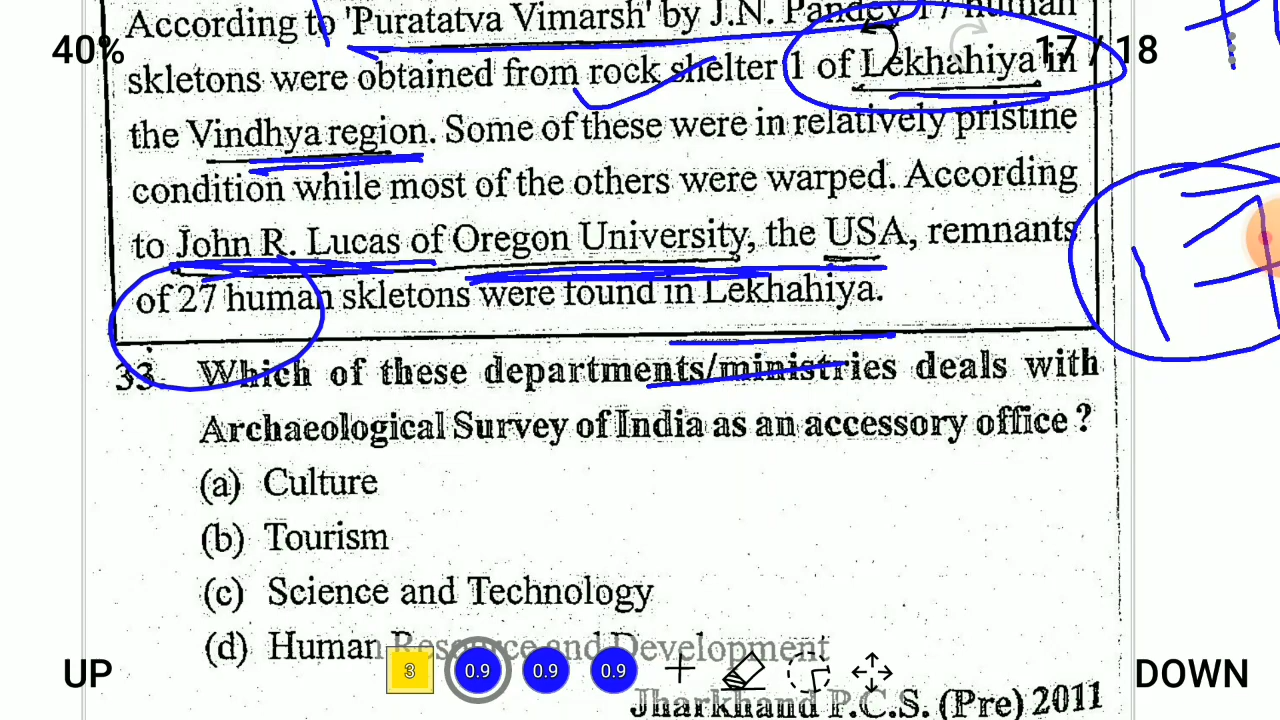 According to 'Puratatva Vimarsh' by J.N. Pandey 17 human
40%
17 / 18
skletons were obtained from rock shelter 1 of Lekhahiya in
the Vindhya region. Some of these were in relatively pristine
condition while most of the others were warped. According
to John R. Lucas of Oregon University, the USA, remnants
of 27 human skletons were found in Lekhahiya.
33. Which of these departments/ministries deals with
Archaeological Survey of India as an accessory office ?
(a) Culture
(b) Tourism
(c) Science and Technology
(d) Human Resource and Development
UP
3
0.9
0.9
0.9
DOWN
Jharkhand P.C.S. (Pre) 2011